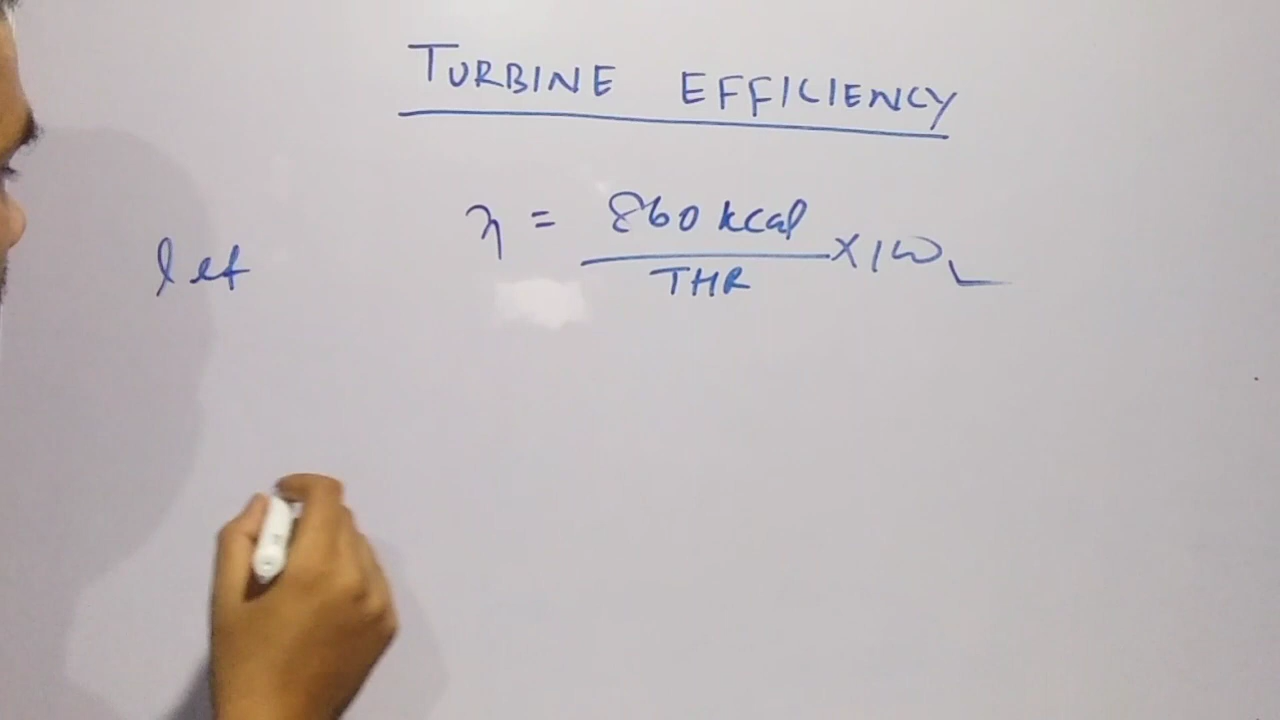 TURBINE EFFICIENCY
η = 860 kcal / THR × 100
let